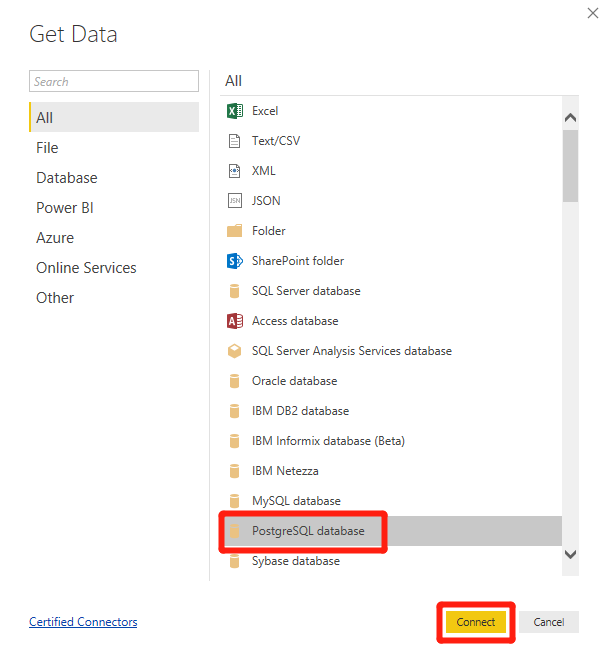 Get Data
Search
All
File
Database
Power BI
Azure
Online Services
Other
All
Excel
Text/CSV
XML
JSON
Folder
SharePoint folder
SQL Server database
Access database
SQL Server Analysis Services database
Oracle database
IBM DB2 database
IBM Informix database (Beta)
IBM Netezza
MySQL database
PostgreSQL database
Sybase database
Certified Connectors
Connect
Cancel